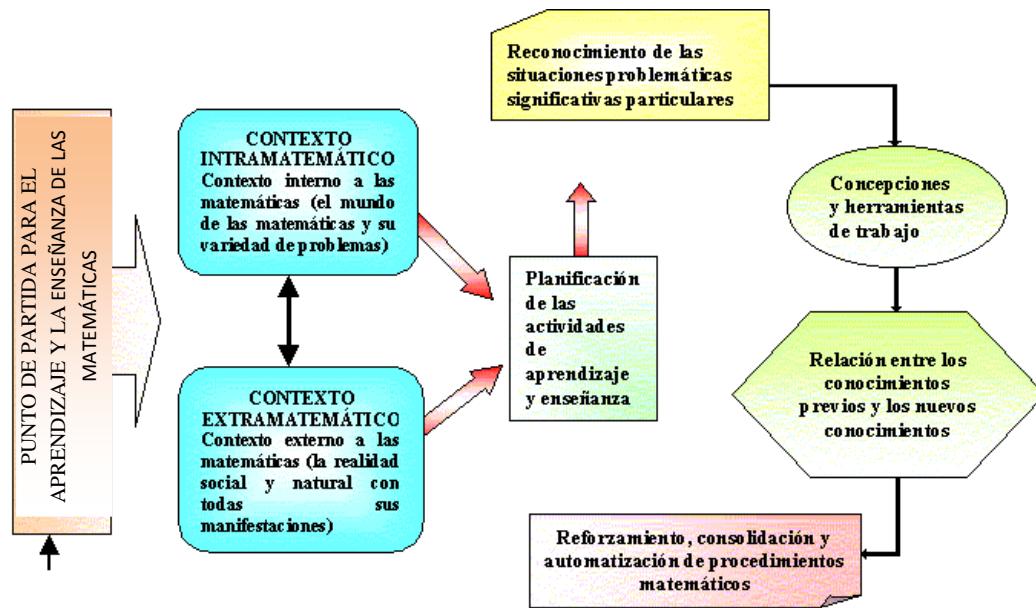 PUNTO DE PARTIDA PARA EL
APRENDIZAJE Y LA ENSEÑANZA DE LAS
MATEMÁTICAS
CONTEXTO
INTRAMATEMÁTICO
Contexto interno a las
matemáticas (el mundo
de las matemáticas y su
variedad de problemas)
CONTEXTO
EXTRAMATEMÁTICO
Contexto externo a las
matemáticas (la realidad
social y natural con
todas sus
manifestaciones)
Planificación
de las
actividades
de
aprendizaje
y enseñanza
Reconocimiento de las
situaciones problemáticas
significativas particulares
Concepciones
y herramientas
de trabajo
Relación entre los
conocimientos
previos y los nuevos
conocimientos
Reforzamiento, consolidación y
automatización de procedimientos
matemáticos